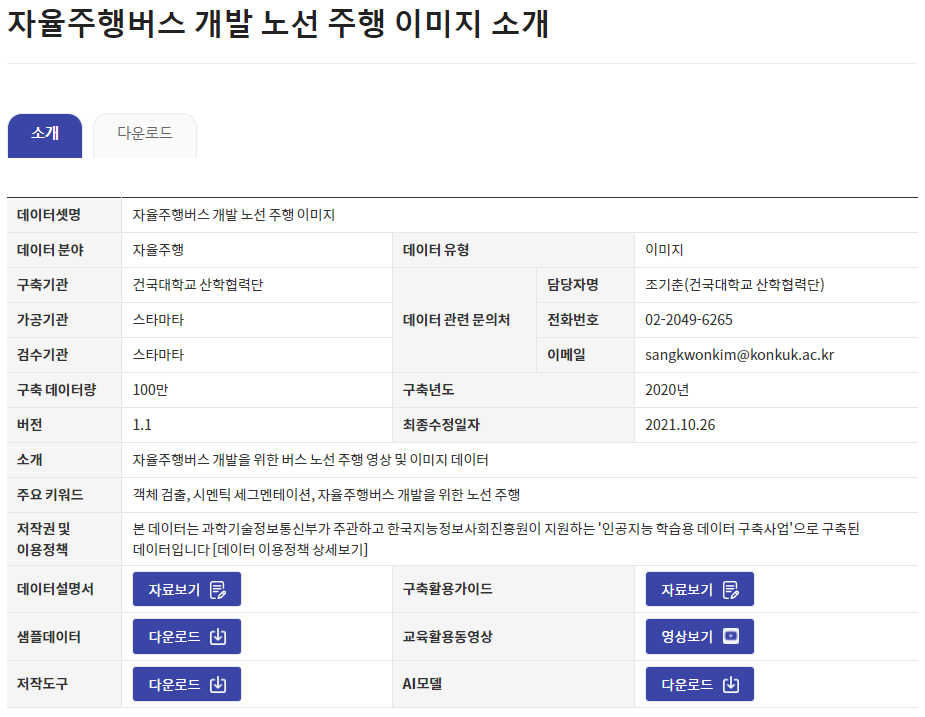 자율주행버스 개발 노선 주행 이미지 소개
소개 다운로드
데이터셋명 자율주행버스 개발 노선 주행 이미지
데이터 분야 자율주행 데이터 유형 이미지
구축기관 건국대학교 산학협력단 담당자명 조기춘(건국대학교 산학협력단)
가공기관 스타마타 데이터 관련 문의처 전화번호 02-2049-6265
검수기관 스타마타 이메일 sangkwonkim@konkuk.ac.kr
구축 데이터량 100만 구축년도 2020년
버전 1.1 최종수정일자 2021.10.26
소개 자율주행버스 개발을 위한 버스 노선 주행 영상 및 이미지 데이터
주요 키워드 객체 검출, 시멘틱 세그멘테이션, 자율주행버스 개발을 위한 노선 주행
저작권 및 본 데이터는 과학기술정보통신부가 주관하고 한국지능정보사회진흥원이 지원하는 '인공지능 학습용 데이터 구축사업'으로 구축된
이용정책 데이터입니다 [데이터 이용정책 상세보기]
데이터설명서 자료보기 구축활용가이드 자료보기
샘플데이터 다운로드 교육활용동영상 영상보기
저작도구 다운로드 AI모델 다운로드